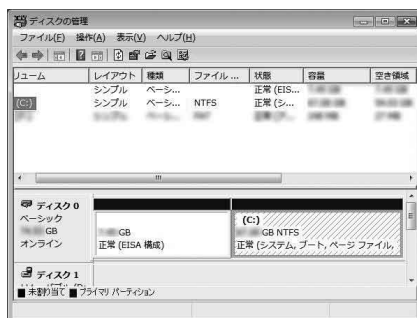 ディスクの管理
ファイル(F) 操作(A) 表示(V) ヘルプ(H)
ューム レイアウト 種類 ファイル ... 状態 容量 空き領域
シンプル ベーシ... 正常 (EIS...
(C:) シンプル ベーシ... NTFS 正常 (シ...
ディスク 0
ベーシック
GB
オンライン
GB
正常 (EISA 構成)
(C:)
GB NTFS
正常 (システム, ブート, ページ ファイル,
ディスク 1
未割り当て プライマリ パーティション